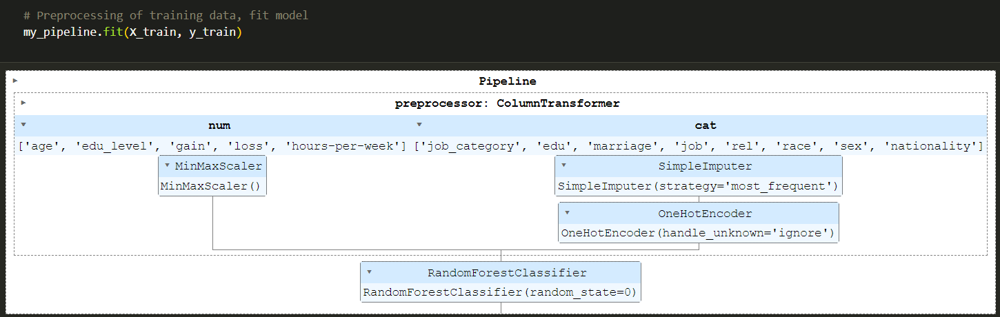 # Preprocessing of training data, fit model
my_pipeline.fit(X_train, y_train)
Pipeline
preprocessor: ColumnTransformer
num
['age', 'edu_level', 'gain', 'loss', 'hours-per-week']
MinMaxScaler
MinMaxScaler()
cat
['job_category', 'edu', 'marriage', 'job', 'rel', 'race', 'sex', 'nationality']
SimpleImputer
SimpleImputer(strategy='most_frequent')
OneHotEncoder
OneHotEncoder(handle_unknown='ignore')
RandomForestClassifier
RandomForestClassifier(random_state=0)